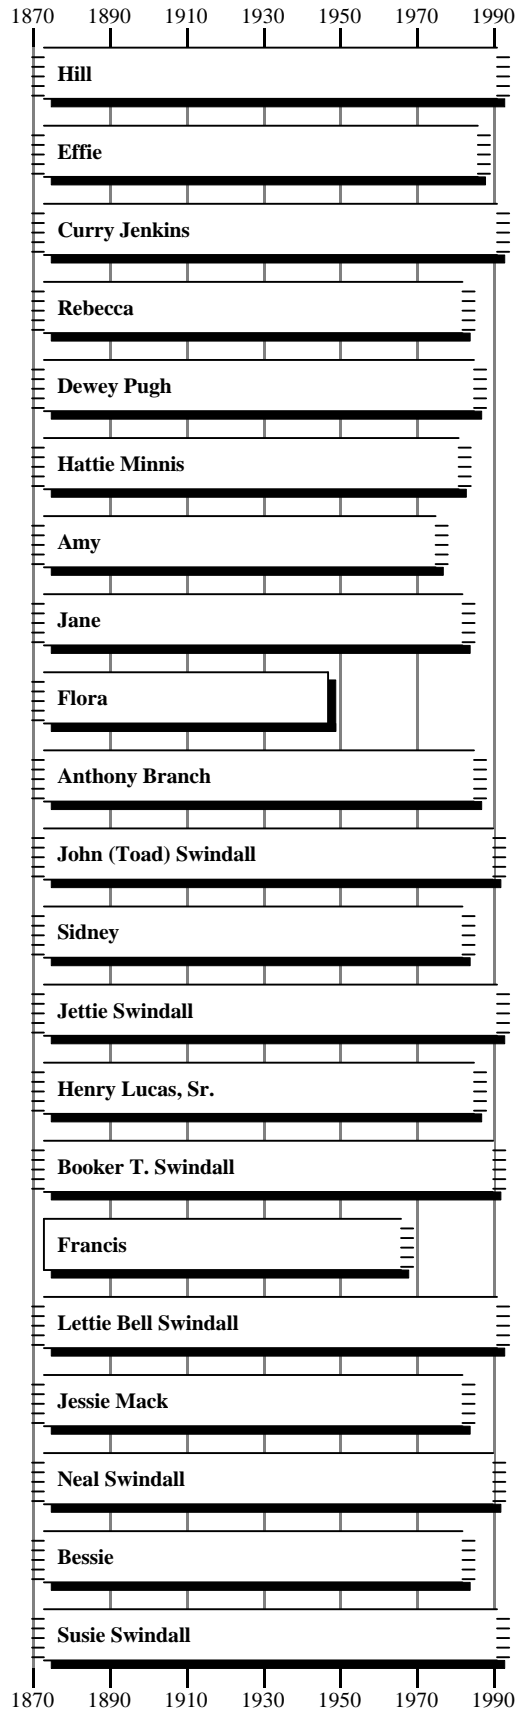 1870 1890 1910 1930 1950 1970 1990
Hill
Effie
Curry Jenkins
Rebecca
Dewey Pugh
Hattie Minnis
Amy
Jane
Flora
Anthony Branch
John (Toad) Swindall
Sidney
Jettie Swindall
Henry Lucas, Sr.
Booker T. Swindall
Francis
Lettie Bell Swindall
Jessie Mack
Neal Swindall
Bessie
Susie Swindall
1870 1890 1910 1930 1950 1970 1990